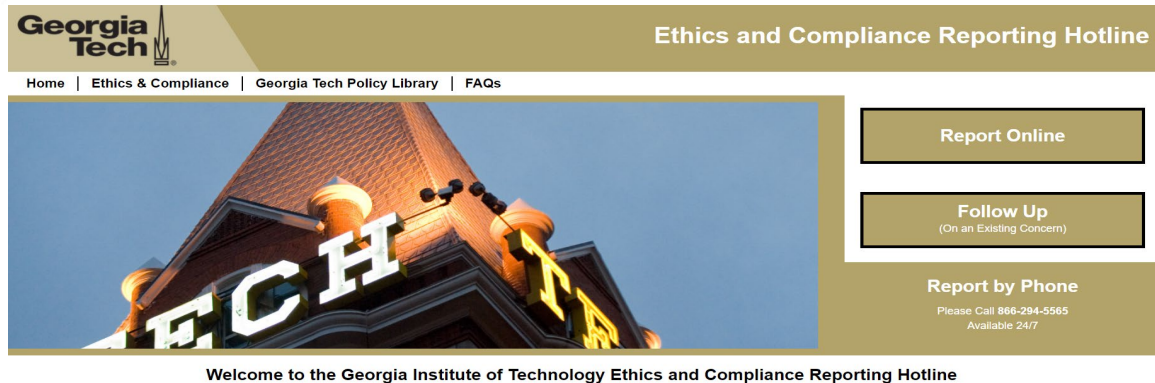 Georgia
Tech
Ethics and Compliance Reporting Hotline
Home | Ethics & Compliance | Georgia Tech Policy Library | FAQs
TECH TE
Report Online
Follow Up
(On an Existing Concern)
Report by Phone
Please Call 866-294-5565
Available 24/7
Welcome to the Georgia Institute of Technology Ethics and Compliance Reporting Hotline